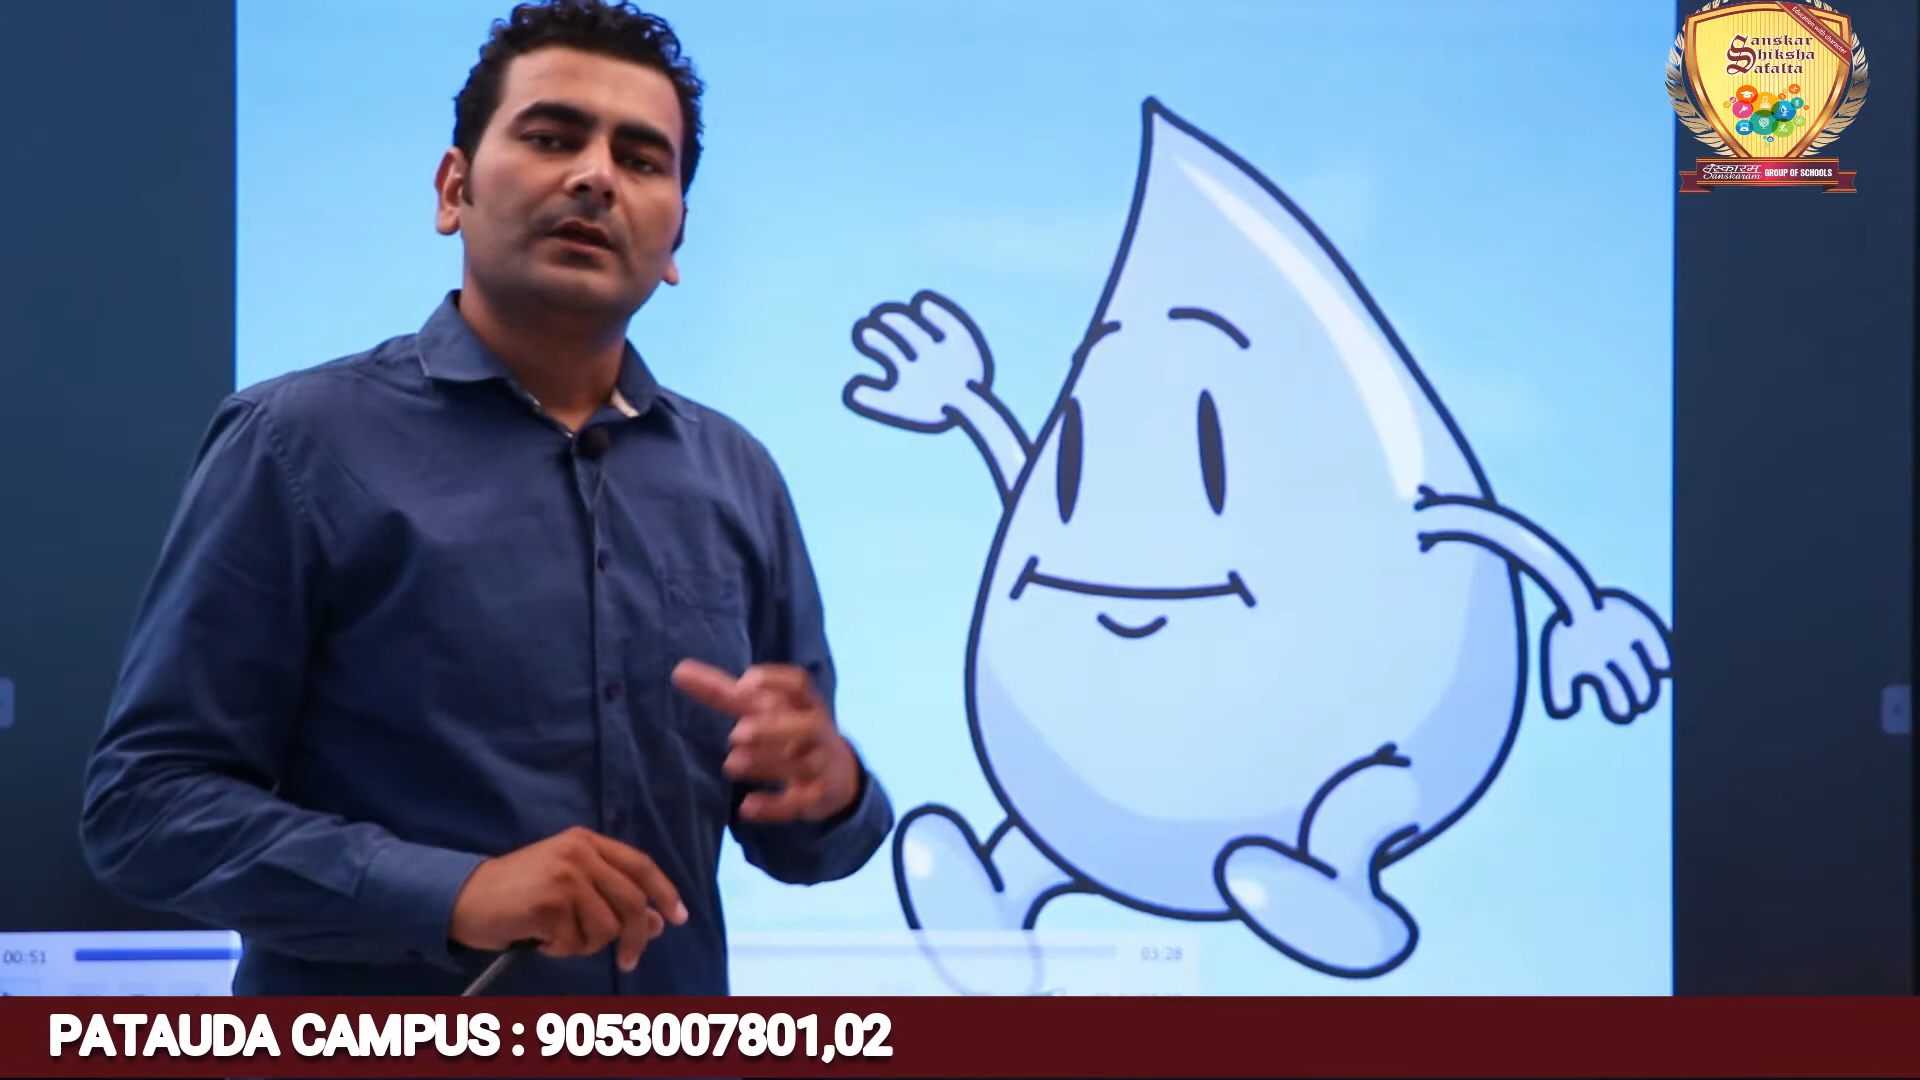 Education with character
Sanskar
Shiksha
Safalta
संस्कारम
Sanskaram GROUP OF SCHOOLS
00:51
03:28
PATAUDA CAMPUS : 9053007801,02